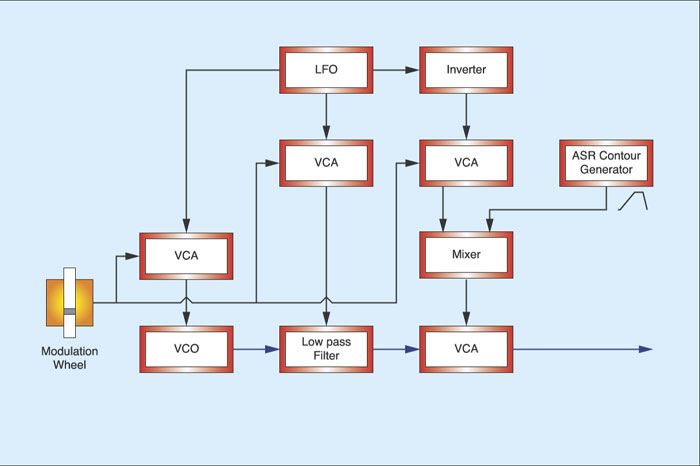 LFO
Inverter
VCA
VCA
ASR Contour
Generator
VCA
Mixer
Modulation
Wheel
VCO
Low pass
Filter
VCA